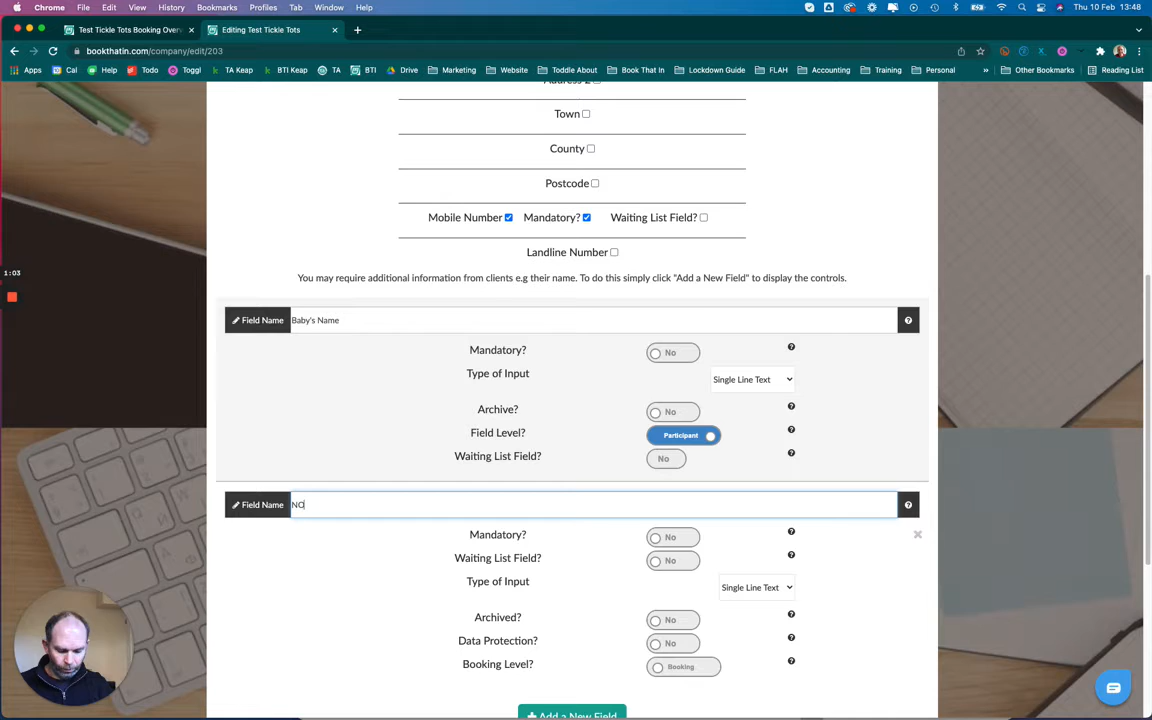 Chrome File Edit View History Bookmarks Profiles Tab Window Help Thu 10 Feb 13:48
Test Tickle Tots Booking Over Editing Test Tickle Tots
bookthatin.com/company/edit/203
Apps Cal Help Todo Toggl TA Keap BTI Keap TA BTI Drive Marketing Website Toddle About Book That In Lockdown Guide FLAH Accounting Training Personal » Other Bookmarks Reading List
Address 2
Town
County
Postcode
Mobile Number Mandatory? Waiting List Field?
Landline Number
1:03
You may require additional information from clients e.g their name. To do this simply click "Add a New Field" to display the controls.
Field Name Baby's Name
Mandatory? No
Type of Input Single Line Text
Archive? No
Field Level? Participant
Waiting List Field? No
Field Name NO
Mandatory? No
Waiting List Field? No
Type of Input Single Line Text
Archived? No
Data Protection? No
Booking Level? Booking
Add a New Field